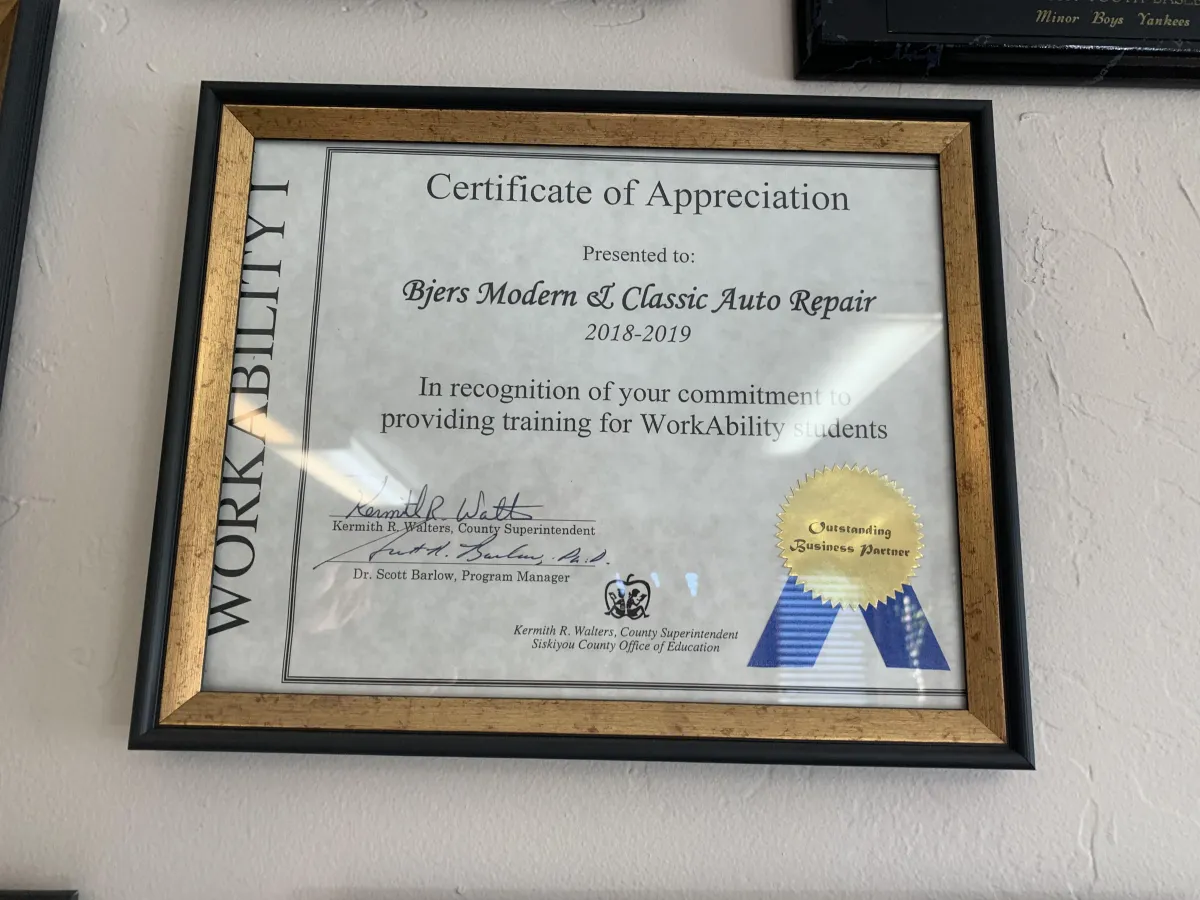 Minor Boys Yankees
WORKABILITY I
Certificate of Appreciation
Presented to:
Bjers Modern & Classic Auto Repair
2018-2019
In recognition of your commitment to
providing training for WorkAbility students
Kermith R. Walters
Kermith R. Walters, County Superintendent
Dr. Scott Barlow, Program Manager
Outstanding
Business Partner
Kermith R. Walters, County Superintendent
Siskiyou County Office of Education